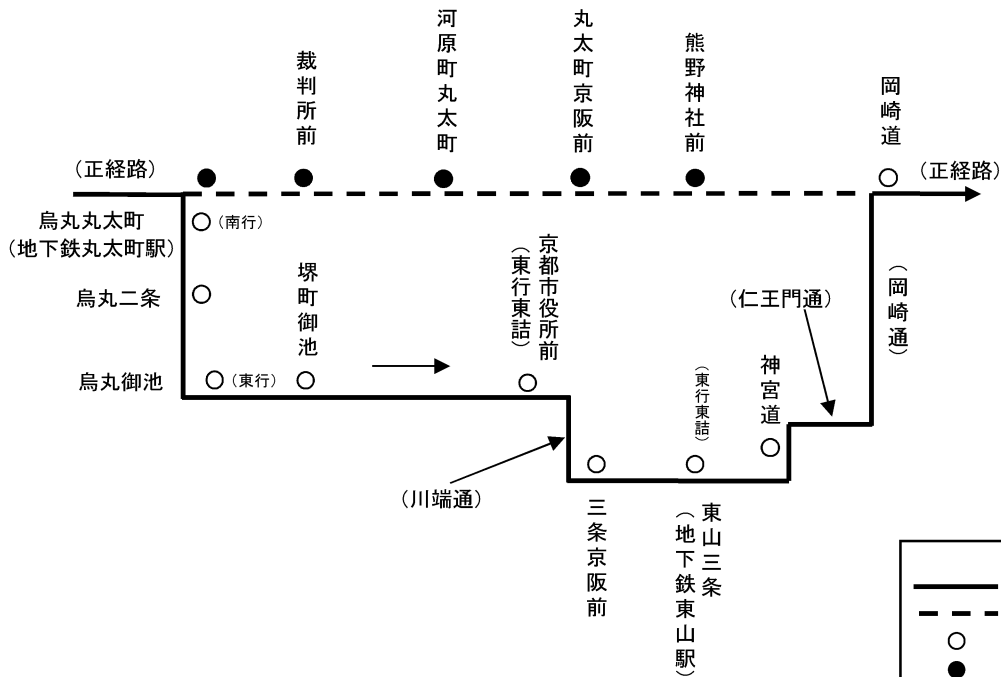 裁判所前
河原町丸太町
丸太町京阪前
熊野神社前
岡崎道
(正経路)
(正経路)
烏丸丸太町
(地下鉄丸太町駅)
(南行)
烏丸二条
堺町御池
京都市役所前
(東行東詰)
(仁王門通)
(岡崎通)
烏丸御池
(東行)
(東行東詰)
神宮道
(川端通)
三条京阪前
東山三条
(地下鉄東山駅)